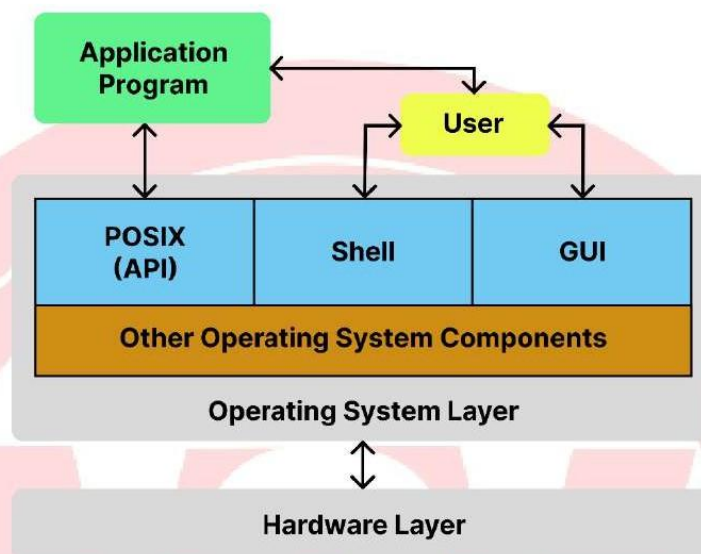 Application
Program
User
POSIX
(API)
Shell
GUI
Other Operating System Components
Operating System Layer
Hardware Layer